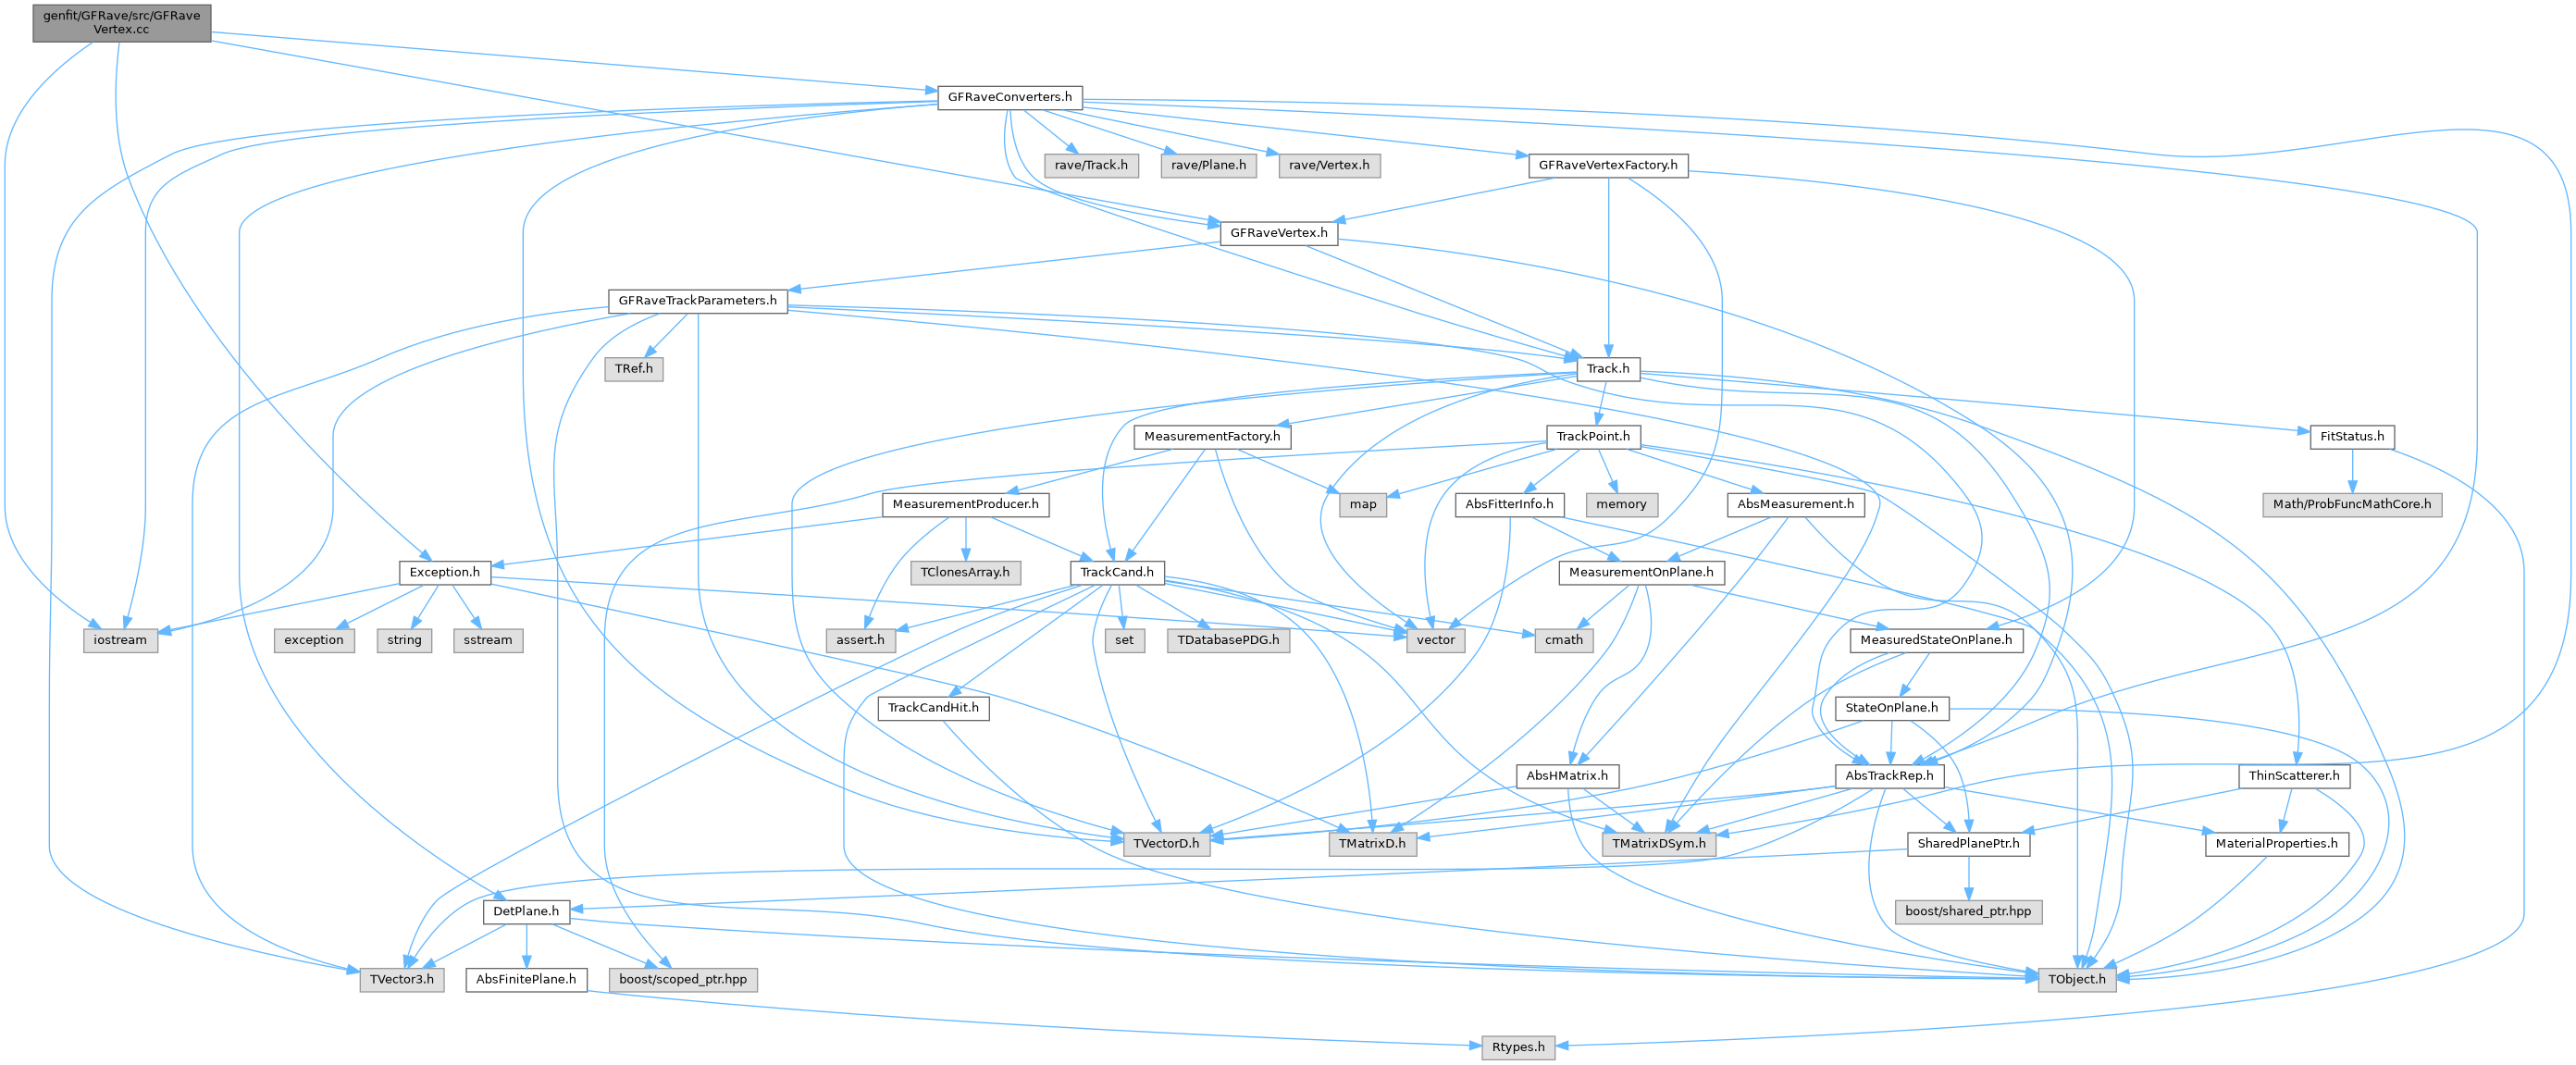 genfit/GFRave/src/GFRave
Vertex.cc
GFRaveConverters.h
rave/Track.h
rave/Plane.h
rave/Vertex.h
GFRaveVertexFactory.h
GFRaveVertex.h
GFRaveTrackParameters.h
TRef.h
Track.h
MeasurementFactory.h
TrackPoint.h
FitStatus.h
MeasurementProducer.h
map
AbsFitterInfo.h
memory
AbsMeasurement.h
Math/ProbFuncMathCore.h
Exception.h
TClonesArray.h
TrackCand.h
MeasurementOnPlane.h
iostream
exception
string
sstream
assert.h
set
TDatabasePDG.h
vector
cmath
MeasuredStateOnPlane.h
TrackCandHit.h
StateOnPlane.h
AbsHMatrix.h
AbsTrackRep.h
ThinScatterer.h
TVectorD.h
TMatrixD.h
TMatrixDSym.h
SharedPlanePtr.h
MaterialProperties.h
DetPlane.h
boost/shared_ptr.hpp
TVector3.h
AbsFinitePlane.h
boost/scoped_ptr.hpp
TObject.h
Rtypes.h